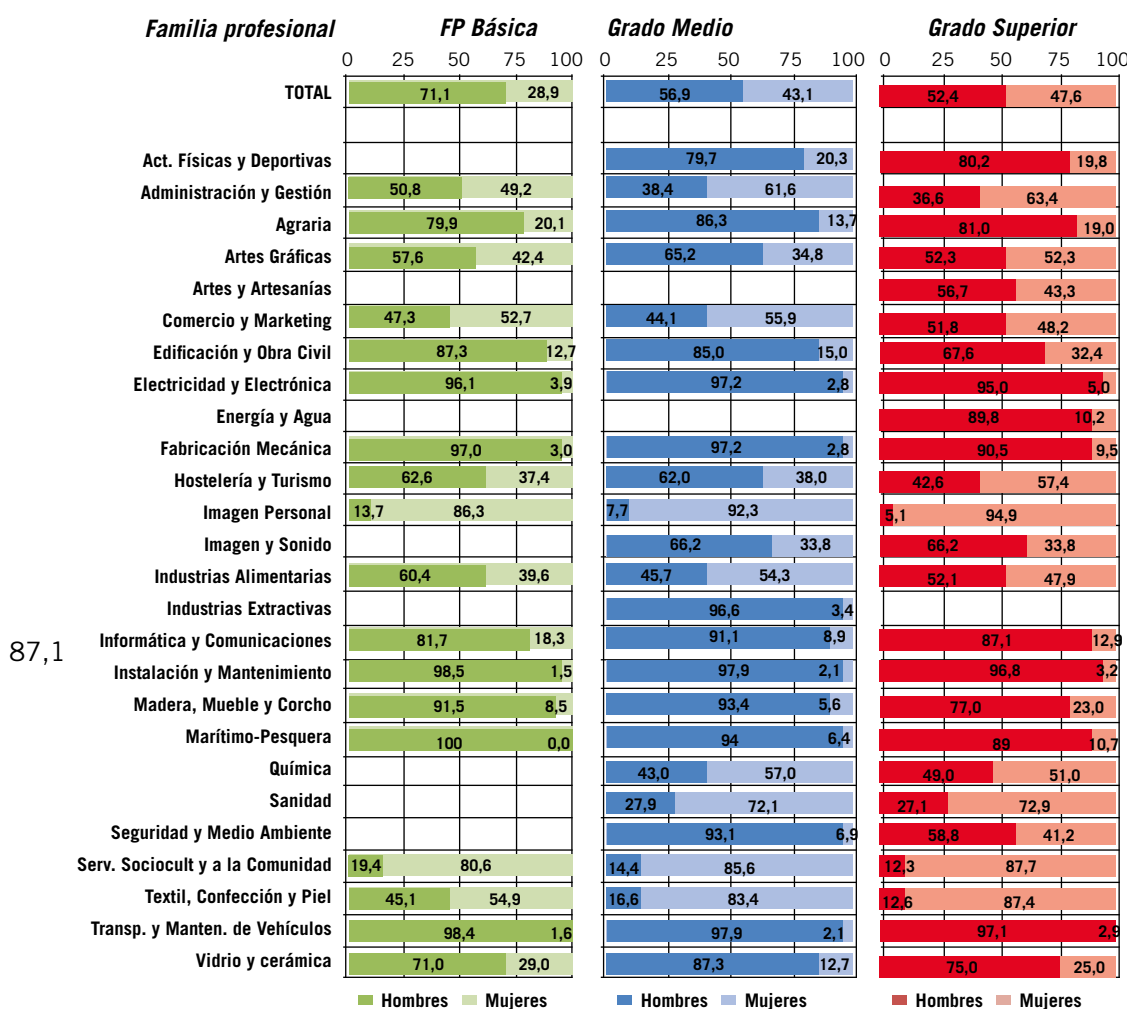 Familia profesional FP Básica Grado Medio Grado Superior
0 25 50 75 100 0 25 50 75 100 0 25 50 75 100
TOTAL 71,1 28,9 56,9 43,1 52,4 47,6
Act. Físicas y Deportivas 79,7 20,3 80,2 19,8
Administración y Gestión 50,8 49,2 38,4 61,6 36,6 63,4
Agraria 79,9 20,1 86,3 13,7 81,0 19,0
Artes Gráficas 57,6 42,4 65,2 34,8 52,3 52,3
Artes y Artesanías 56,7 43,3
Comercio y Marketing 47,3 52,7 44,1 55,9 51,8 48,2
Edificación y Obra Civil 87,3 12,7 85,0 15,0 67,6 32,4
Electricidad y Electrónica 96,1 3,9 97,2 2,8 95,0 5,0
Energía y Agua 89,8 10,2
Fabricación Mecánica 97,0 3,0 97,2 2,8 90,5 9,5
Hostelería y Turismo 62,6 37,4 62,0 38,0 42,6 57,4
Imagen Personal 13,7 86,3 7,7 92,3 5,1 94,9
Imagen y Sonido 66,2 33,8 66,2 33,8
Industrias Alimentarias 60,4 39,6 45,7 54,3 52,1 47,9
Industrias Extractivas 96,6 3,4
87,1 Informática y Comunicaciones 81,7 18,3 91,1 8,9 87,1 12,9
Instalación y Mantenimiento 98,5 1,5 97,9 2,1 96,8 3,2
Madera, Mueble y Corcho 91,5 8,5 93,4 5,6 77,0 23,0
Marítimo-Pesquera 100 0,0 94 6,4 89 10,7
Química 43,0 57,0 49,0 51,0
Sanidad 27,9 72,1 27,1 72,9
Seguridad y Medio Ambiente 93,1 6,9 58,8 41,2
Serv. Sociocult y a la Comunidad 19,4 80,6 14,4 85,6 12,3 87,7
Textil, Confección y Piel 45,1 54,9 16,6 83,4 12,6 87,4
Transp. y Manten. de Vehículos 98,4 1,6 97,9 2,1 97,1 2,9
Vidrio y cerámica 71,0 29,0 87,3 12,7 75,0 25,0
Hombres Mujeres Hombres Mujeres Hombres Mujeres